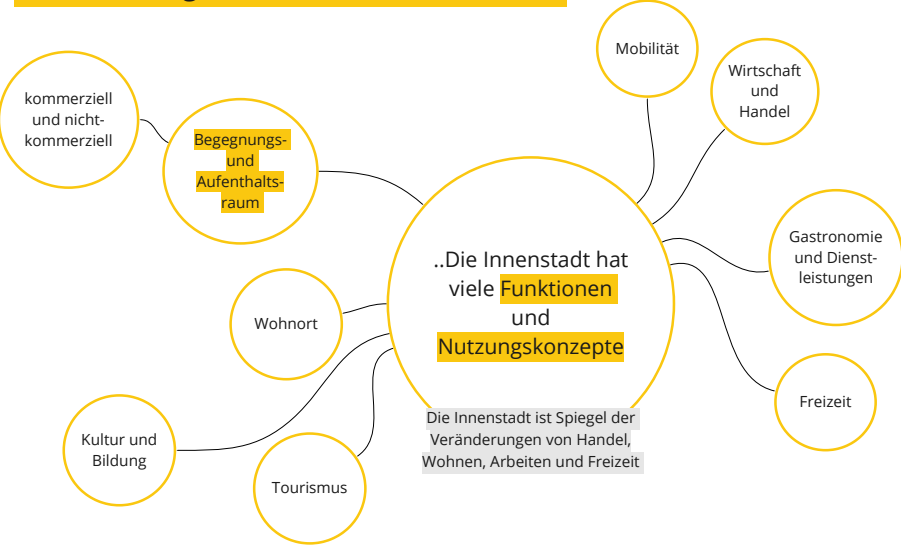 Mobilität
Wirtschaft
und
Handel
kommerziell
und nicht-
kommerziell
Begegnungs-
und
Aufenthalts-
raum
Gastronomie
und Dienst-
leistungen
..Die Innenstadt hat
viele Funktionen
und
Nutzungskonzepte
Wohnort
Freizeit
Die Innenstadt ist Spiegel der
Veränderungen von Handel,
Wohnen, Arbeiten und Freizeit
Kultur und
Bildung
Tourismus